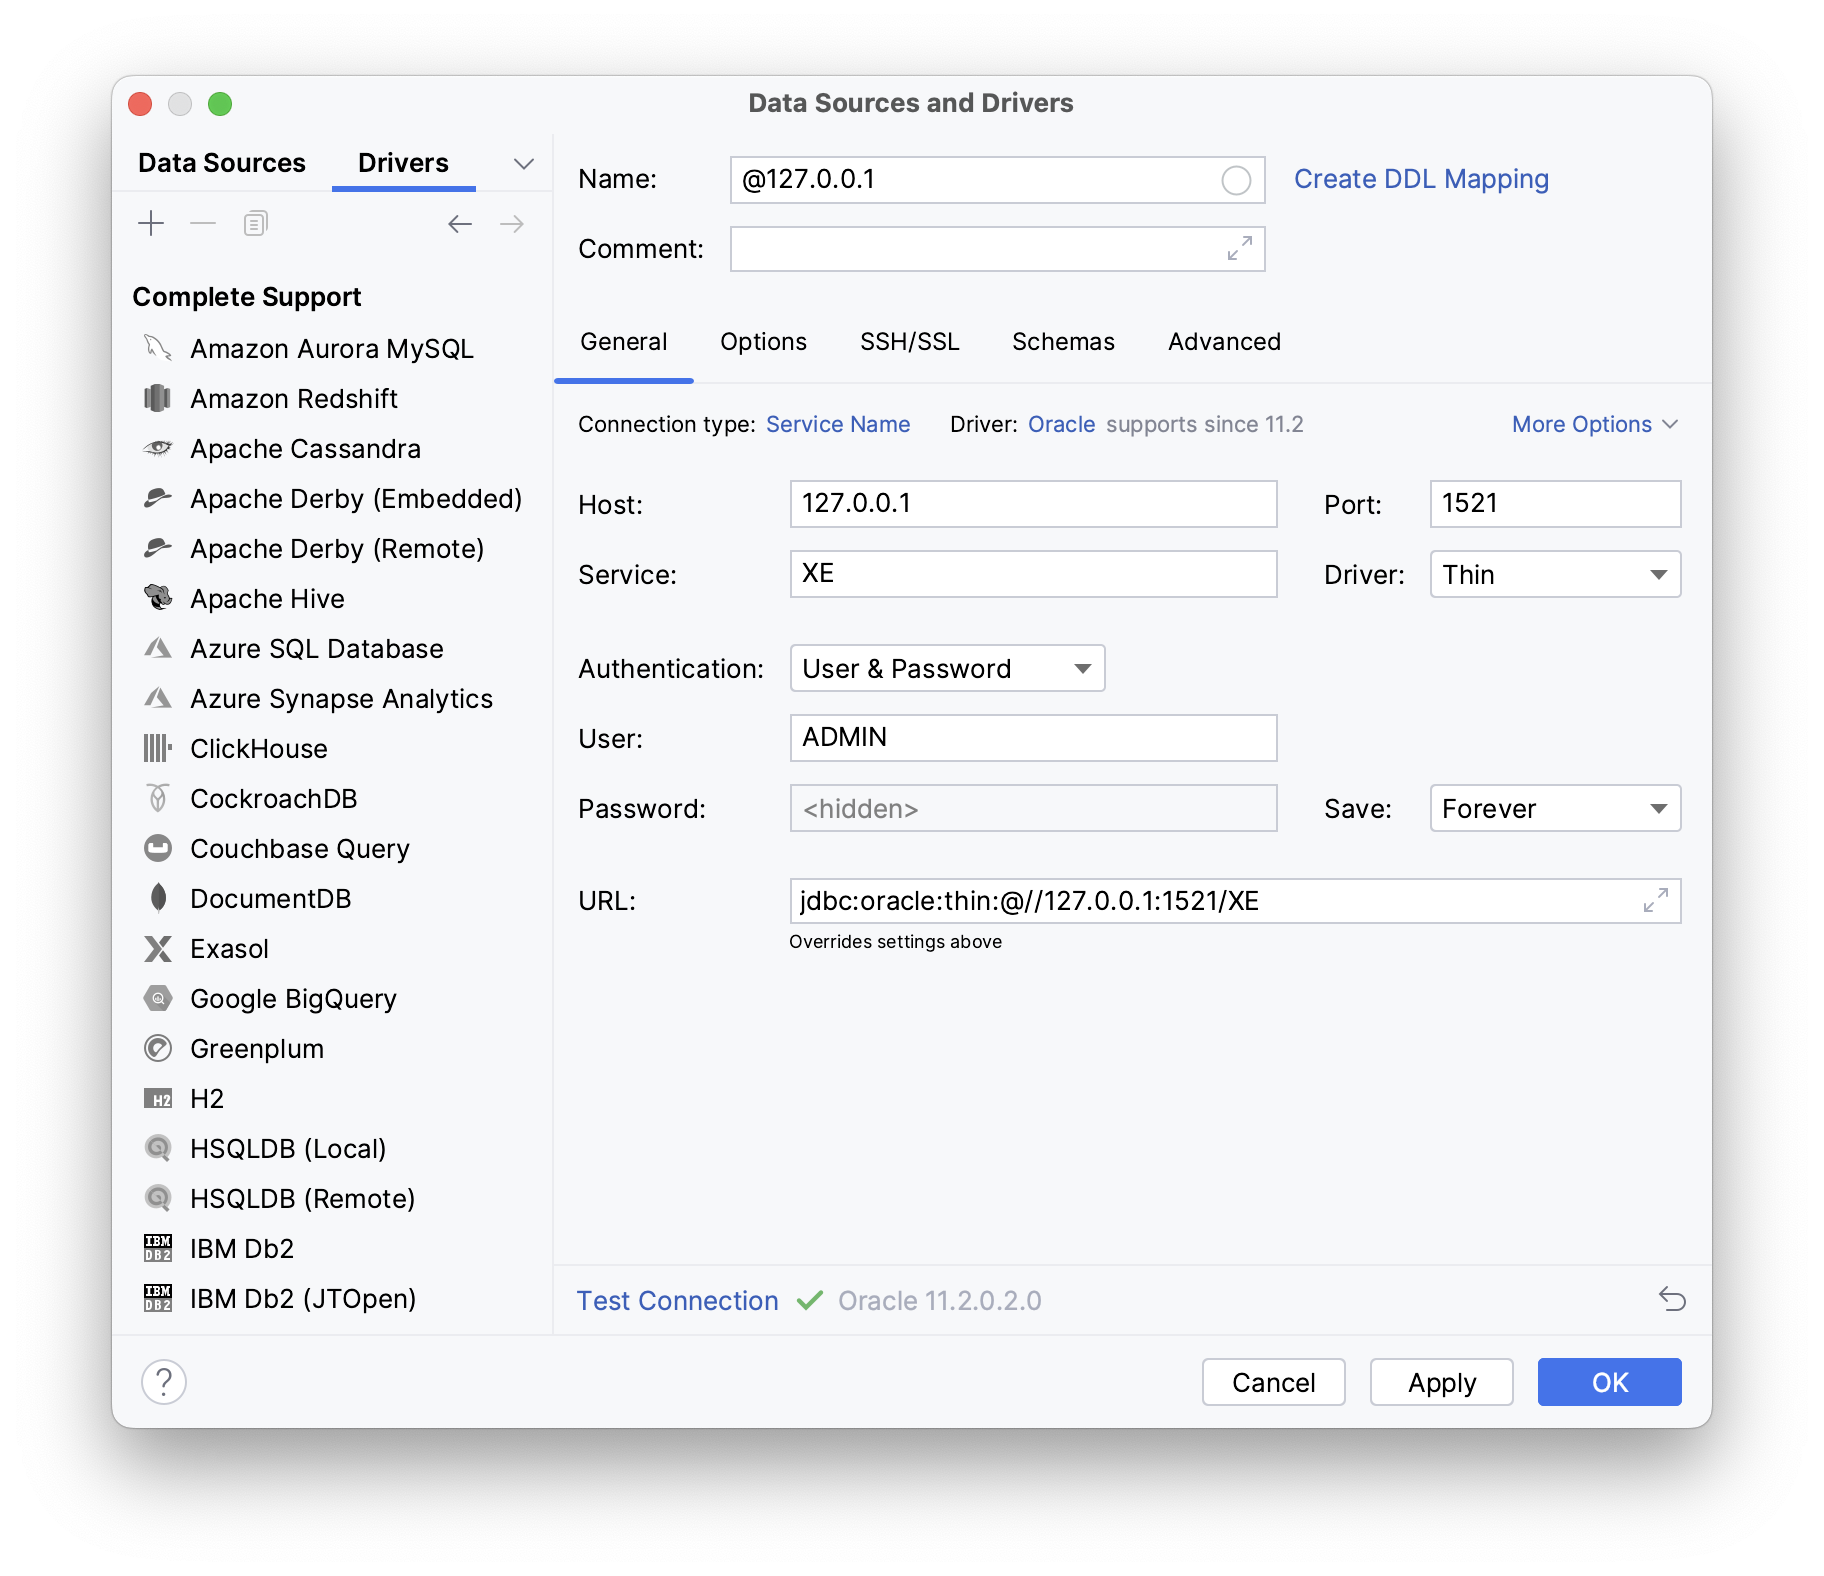 Data Sources and Drivers
Data Sources Drivers
Complete Support
Amazon Aurora MySQL
Amazon Redshift
Apache Cassandra
Apache Derby (Embedded)
Apache Derby (Remote)
Apache Hive
Azure SQL Database
Azure Synapse Analytics
ClickHouse
CockroachDB
Couchbase Query
DocumentDB
Exasol
Google BigQuery
Greenplum
H2 H2
HSQLDB (Local)
HSQLDB (Remote)
IBM DB2 IBM Db2
IBM DB2 IBM Db2 (JTOpen)
Name: @127.0.0.1 Create DDL Mapping
Comment:
General Options SSH/SSL Schemas Advanced
Connection type: Service Name Driver: Oracle supports since 11.2 More Options
Host: 127.0.0.1 Port: 1521
Service: XE Driver: Thin
Authentication: User & Password
User: ADMIN
Password: <hidden> Save: Forever
URL: jdbc:oracle:thin:@//127.0.0.1:1521/XE
Overrides settings above
Test Connection Oracle 11.2.0.2.0
? Cancel Apply OK